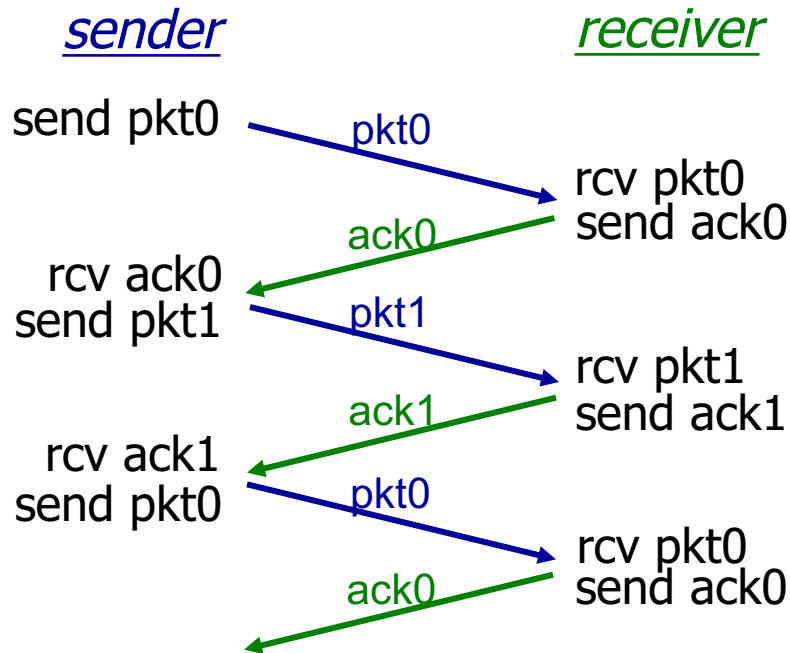 sender
receiver
send pkt0
pkt0
rcv pkt0
send ack0
ack0
rcv ack0
send pkt1
pkt1
rcv pkt1
send ack1
ack1
rcv ack1
send pkt0
pkt0
rcv pkt0
send ack0
ack0